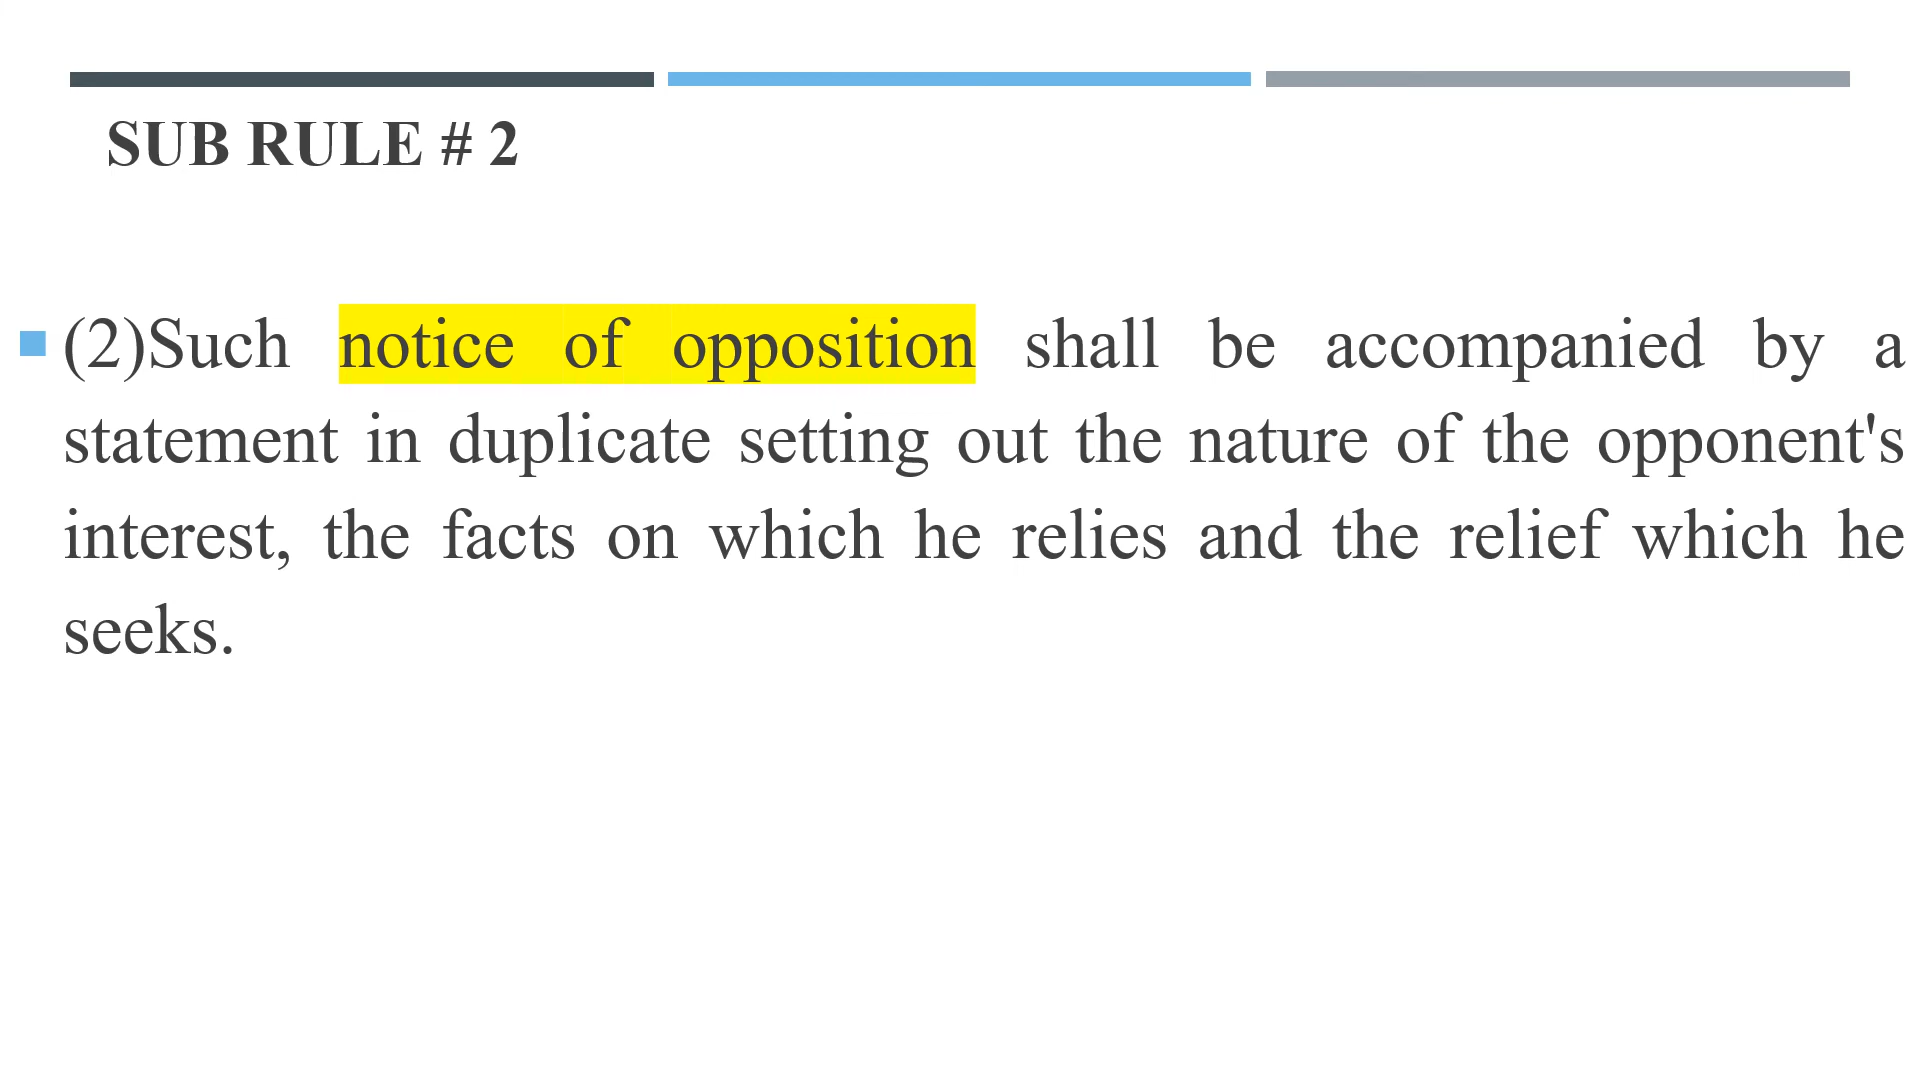 SUB RULE # 2
(2)Such notice of opposition shall be accompanied by a
statement in duplicate setting out the nature of the opponent's
interest, the facts on which he relies and the relief which he
seeks.